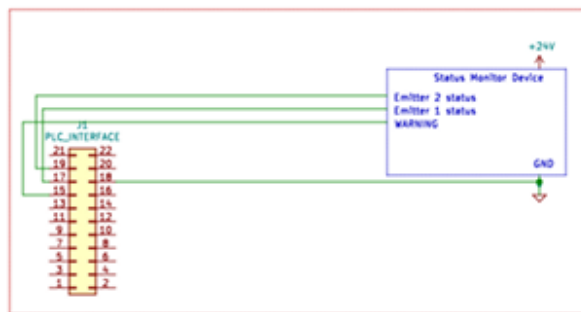 +24V
Status Monitor Device
Emitter 2 status
Emitter 1 status
WARNING
GND
J1
PLC_INTERFACE
21 22
19 20
17 18
15 16
13 14
11 12
9 10
7 8
5 6
3 4
1 2